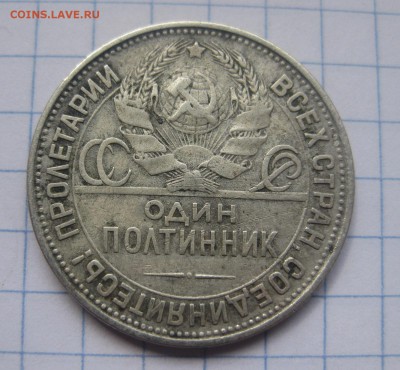 COINS.LAVE.RU
ПРОЛЕТАРИИ ВСЕХ СТРАН, СОЕДИНЯЙТЕСЬ!
СС СР
ОДИН
ПОЛТИННИК